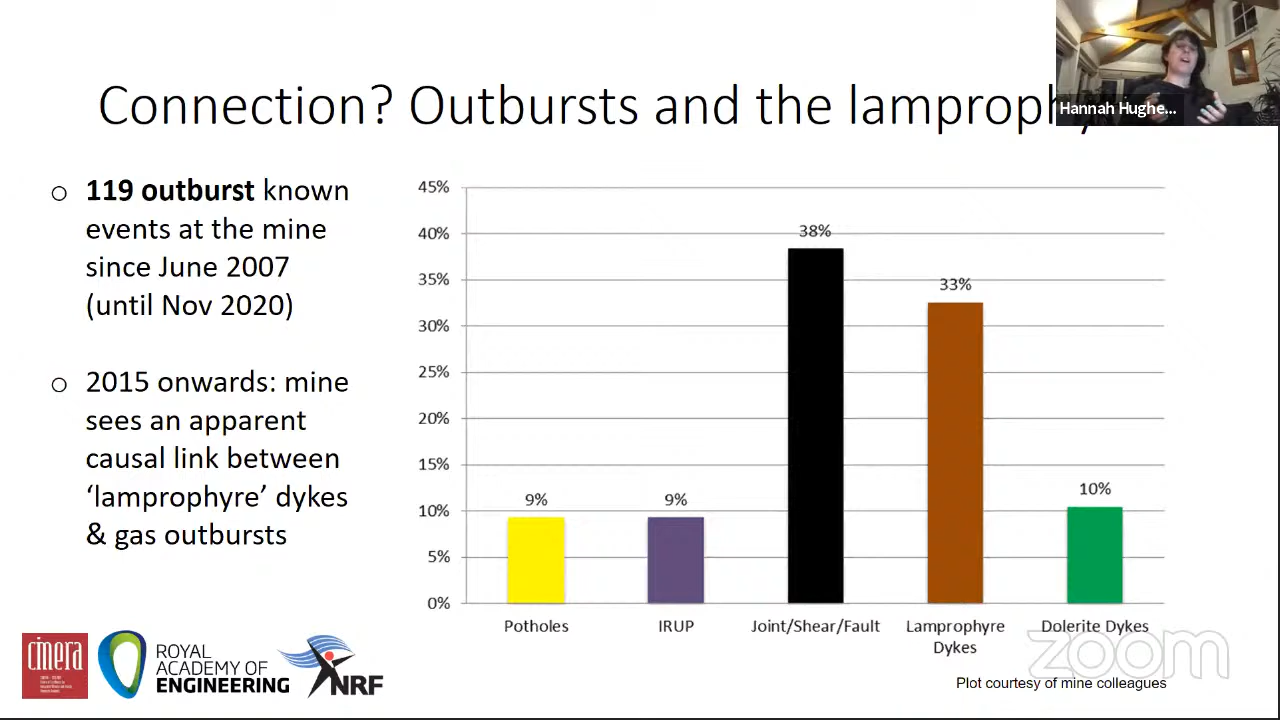 Connection? Outbursts and the
Hannah Hughe...
○ 119 outburst known
events at the mine
since June 2007
(until Nov 2020)
○ 2015 onwards: mine
sees an apparent
causal link between
‘lamprophyre’ dykes
& gas outbursts
45%
40%
35%
30%
25%
20%
15%
10%
5%
0%
9%
9%
38%
33%
10%
Potholes
IRUP
Joint/Shear/Fault
Lamprophyre
Dykes
Dolerite Dykes
zoom
Plot courtesy of mine colleagues
cimera
ROYAL
ACADEMY OF
ENGINEERING
NRF